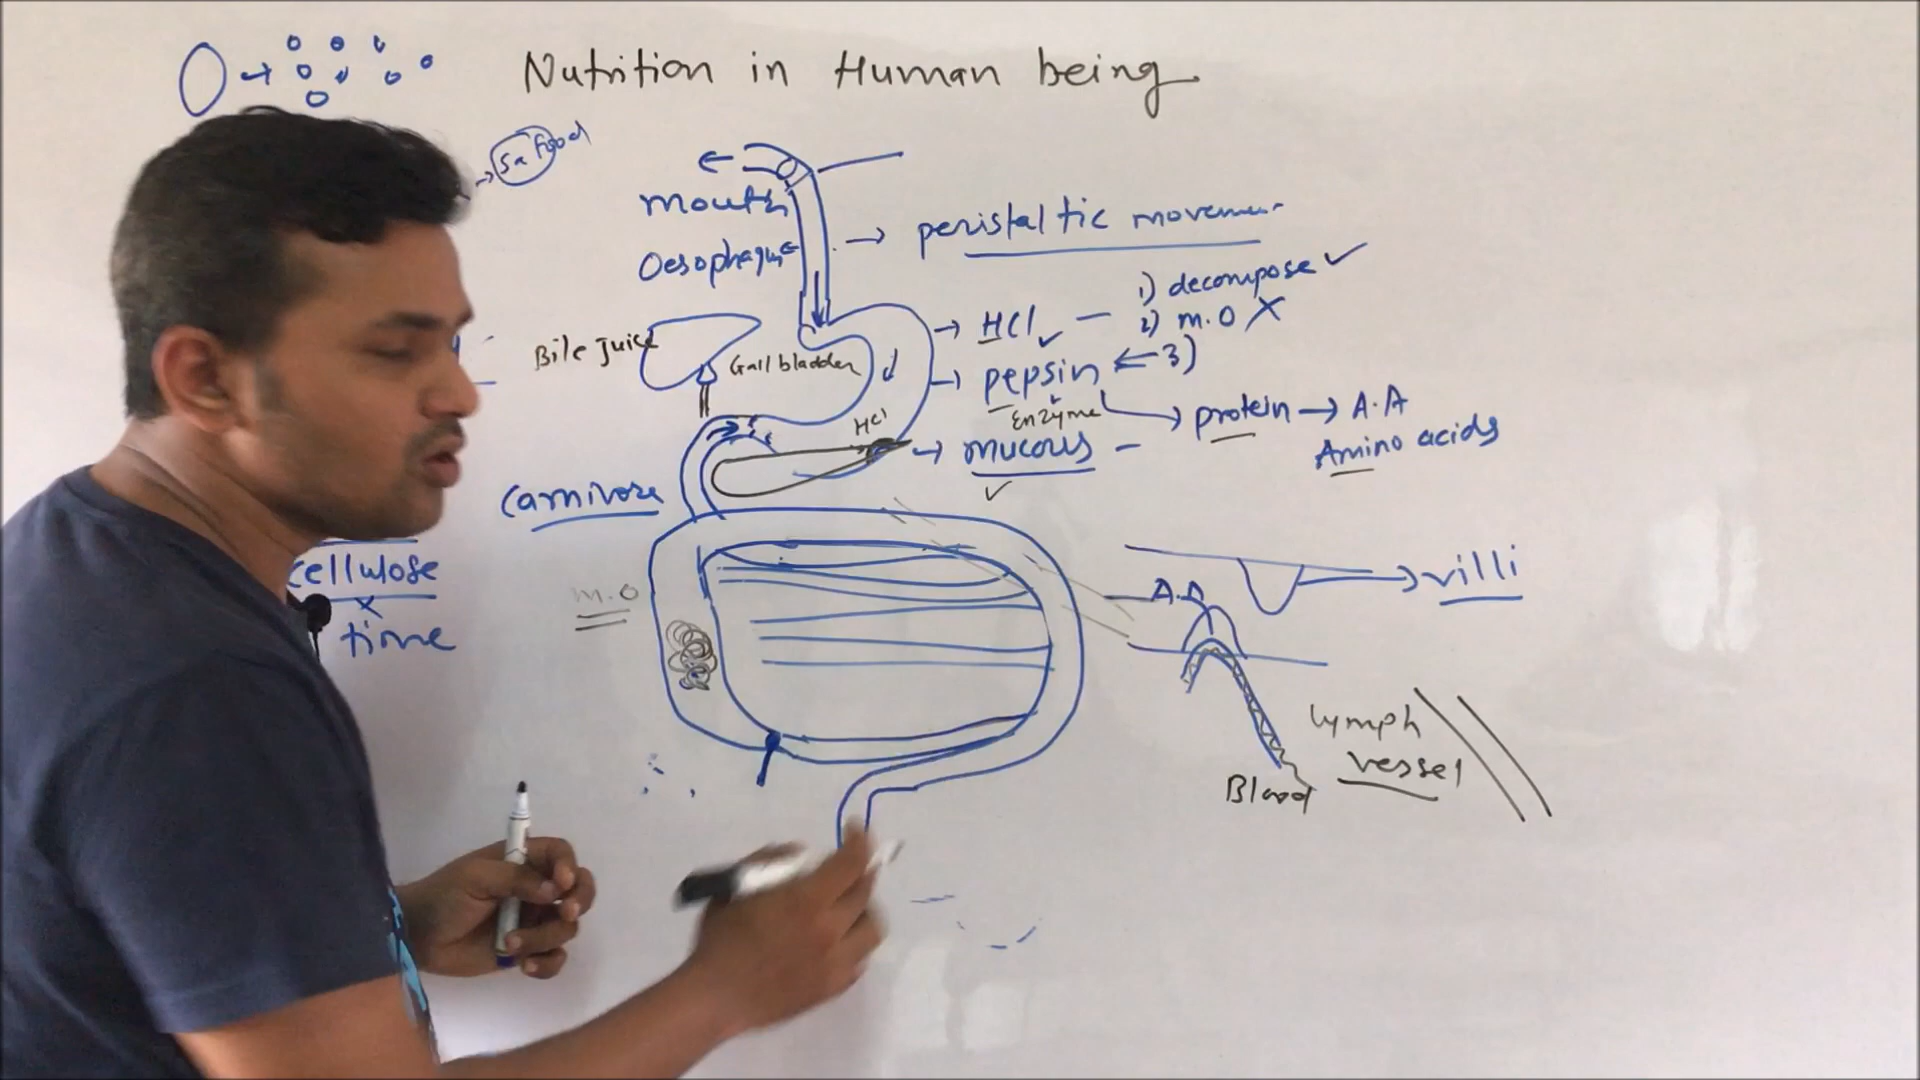 Nutrition in Human being
Sa food
mouth
Oesophagus
peristaltic movement
1) decompose ✓
HCl
2) m.o X
pepsin ← 3)
Enzyme
protein → A.A
Amino acids
mucous
Bile juice
Gall bladder
HCl
Carnivore
cellulose
time
m.o
villi
A.A
Lymph
vessel
Blood